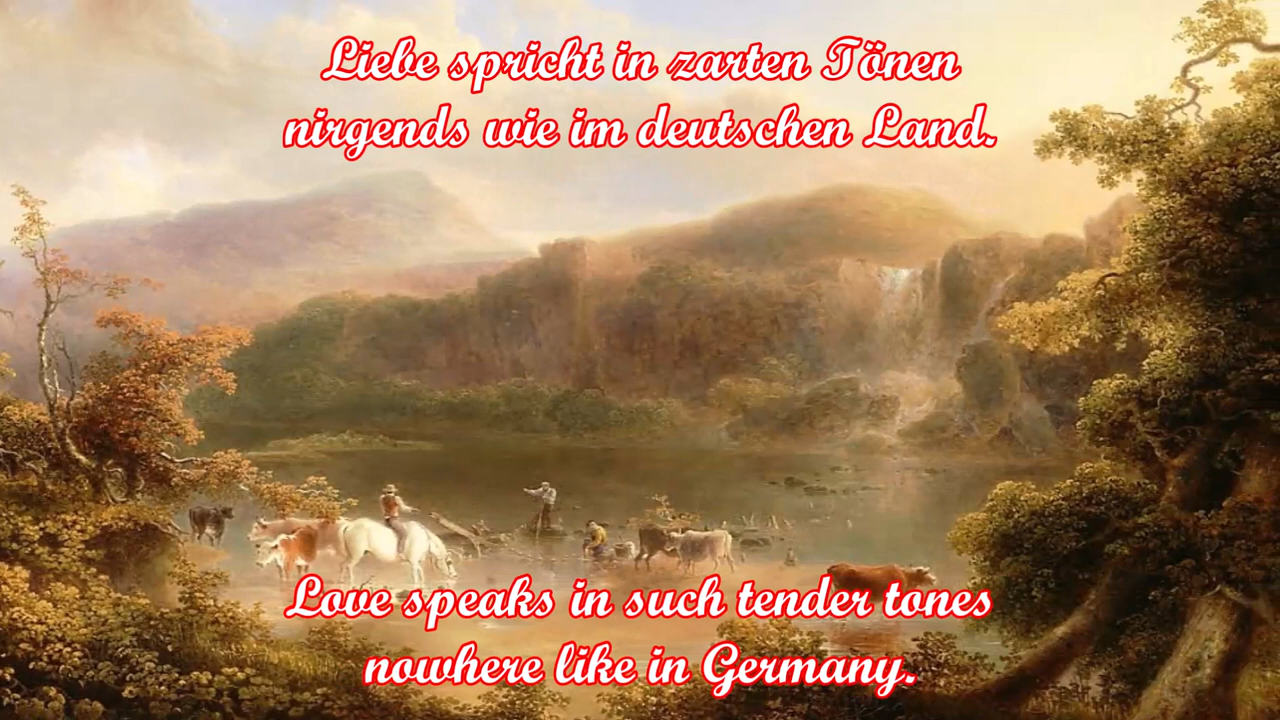 Liebe spricht in zarten Tönen
nirgends wie im deutschen Land.
Love speaks in such tender tones
nowhere like in Germany.